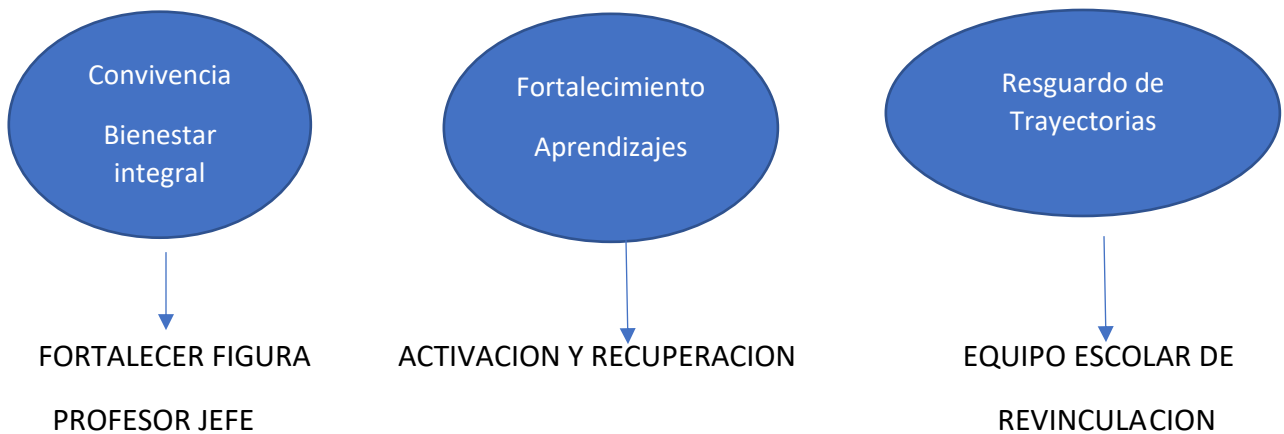 Convivencia
Bienestar
integral
Fortalecimiento
Aprendizajes
Resguardo de
Trayectorias
FORTALECER FIGURA
PROFESOR JEFE
ACTIVACION Y RECUPERACION
EQUIPO ESCOLAR DE
REVINCULACION